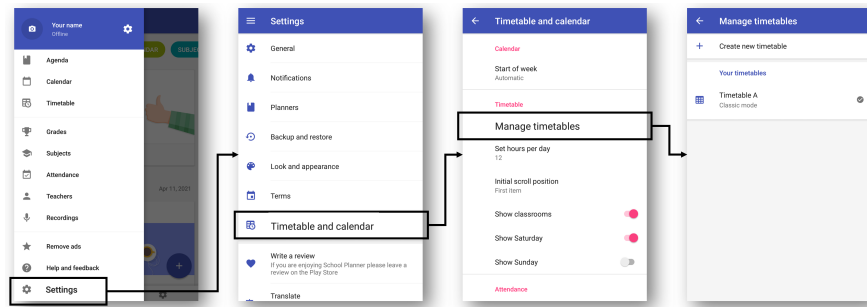 Your name
Offline
DAR
SUBJE
Agenda
Calendar
Timetable
Grades
Subjects
Attendance
Teachers
Recordings
Remove ads
Help and feedback
Settings
Apr 11, 2021
Settings
General
Notifications
Planners
Backup and restore
Look and appearance
Terms
Timetable and calendar
Write a review
If you are enjoying School Planner please leave a
review on the Play Store
Translate
Timetable and calendar
Calendar
Start of week
Automatic
Timetable
Manage timetables
Set hours per day
12
Initial scroll position
First item
Show classrooms
Show Saturday
Show Sunday
Attendance
Manage timetables
Create new timetable
Your timetables
Timetable A
Classic mode